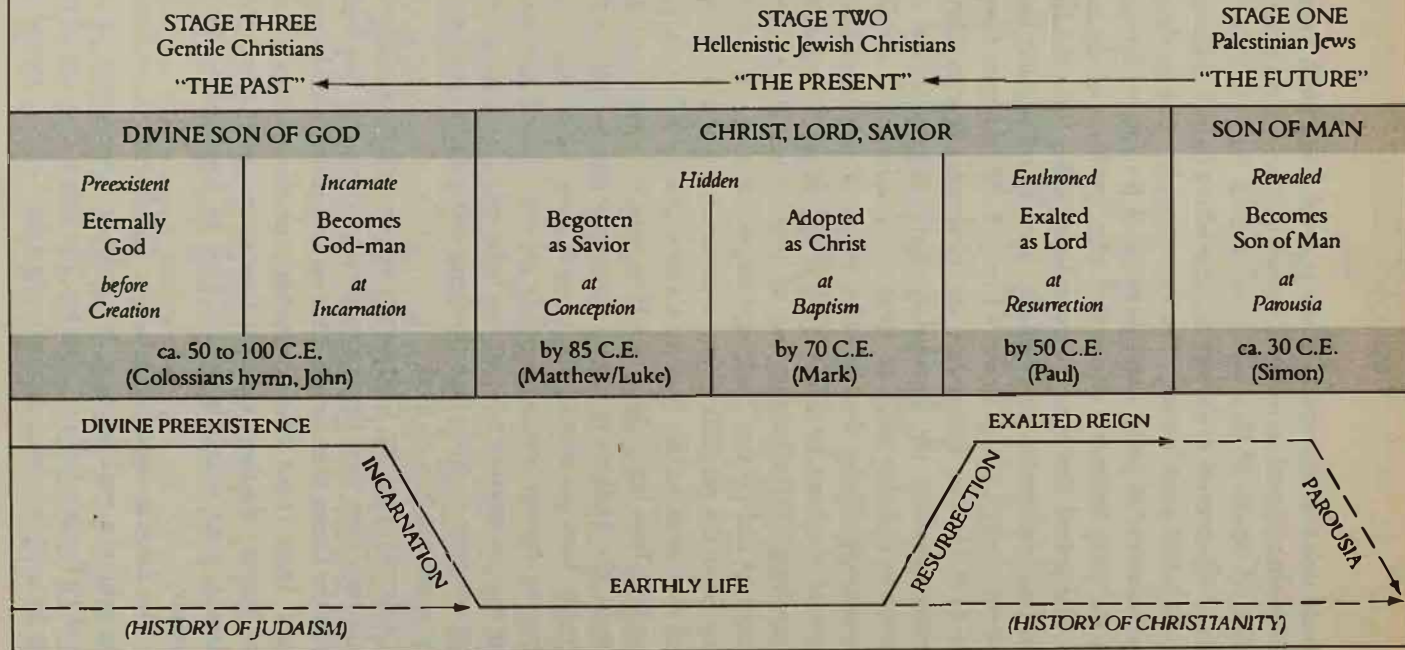 STAGE THREE
Gentile Christians
"THE PAST"
STAGE TWO
Hellenistic Jewish Christians
"THE PRESENT"
STAGE ONE
Palestinian Jews
"THE FUTURE"
DIVINE SON OF GOD
CHRIST, LORD, SAVIOR
SON OF MAN
Preexistent
Eternally
God
before
Creation
Incarnate
Becomes
God-man
at
Incarnation
ca. 50 to 100 C.E.
(Colossians hymn, John)
Hidden
Begotten
as Savior
at
Conception
by 85 C.E.
(Matthew/Luke)
Adopted
as Christ
at
Baptism
by 70 C.E.
(Mark)
Enthroned
Exalted
as Lord
at
Resurrection
by 50 C.E.
(Paul)
Revealed
Becomes
Son of Man
at
Parousia
ca. 30 C.E.
(Simon)
DIVINE PREEXISTENCE
INCARNATION
EARTHLY LIFE
RESURRECTION
EXALTED REIGN
PAROUSIA
(HISTORY OF JUDAISM)
(HISTORY OF CHRISTIANITY)